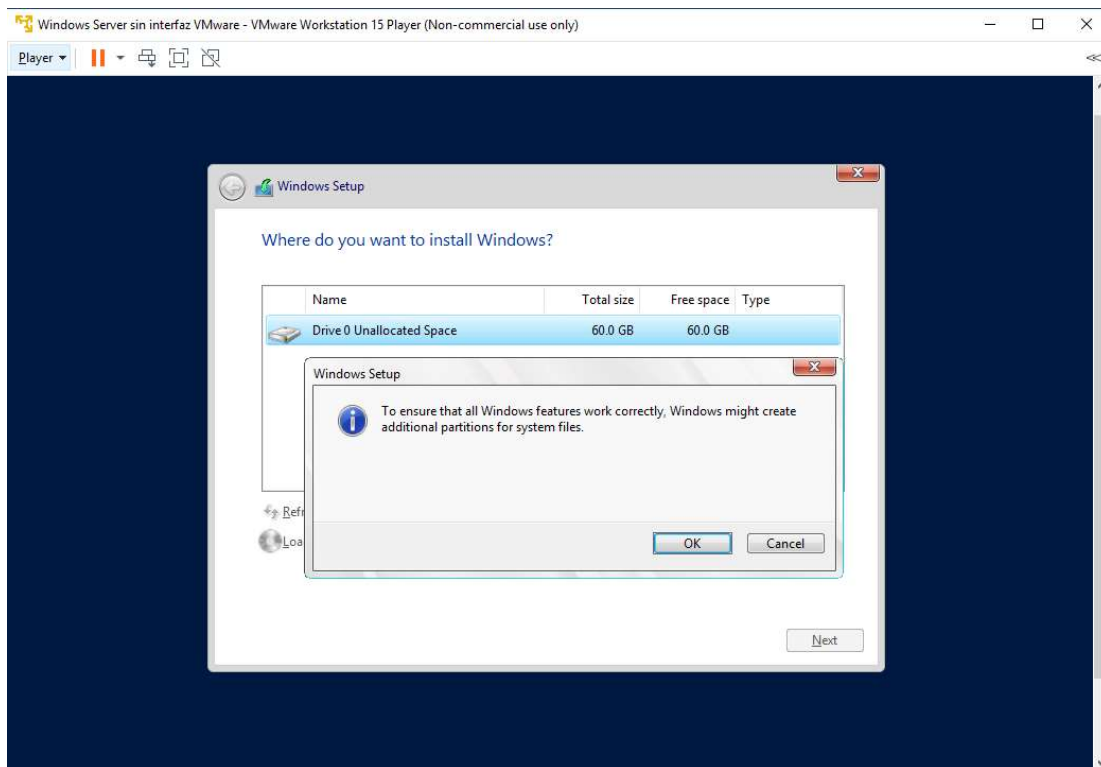 Windows Server sin interfaz VMware - VMware Workstation 15 Player (Non-commercial use only)
Player
Windows Setup
Where do you want to install Windows?
Name Total size Free space Type
Drive 0 Unallocated Space 60.0 GB 60.0 GB
Windows Setup
To ensure that all Windows features work correctly, Windows might create
additional partitions for system files.
Refr
Loa
OK Cancel
Next